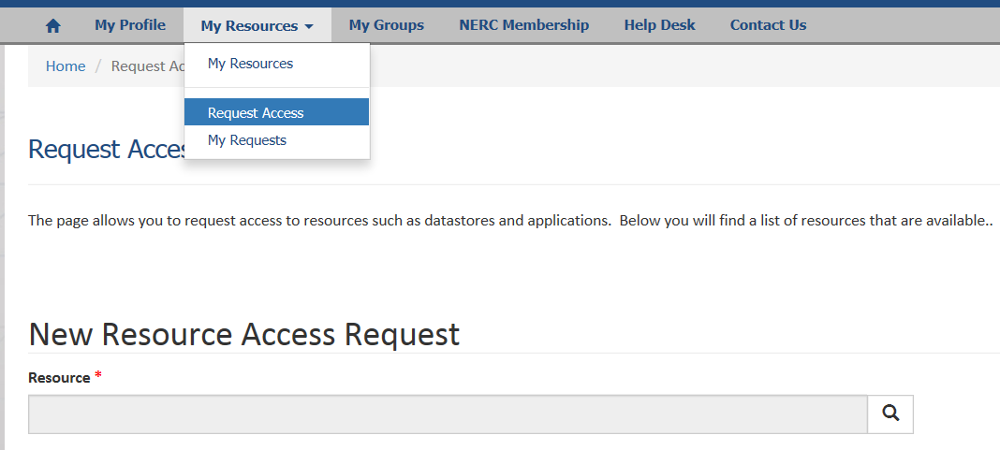 My Profile My Resources My Groups NERC Membership Help Desk Contact Us
My Resources
Home / Request Ac
Request Access
My Requests
Request Acces
The page allows you to request access to resources such as datastores and applications.  Below you will find a list of resources that are available..
New Resource Access Request
Resource *